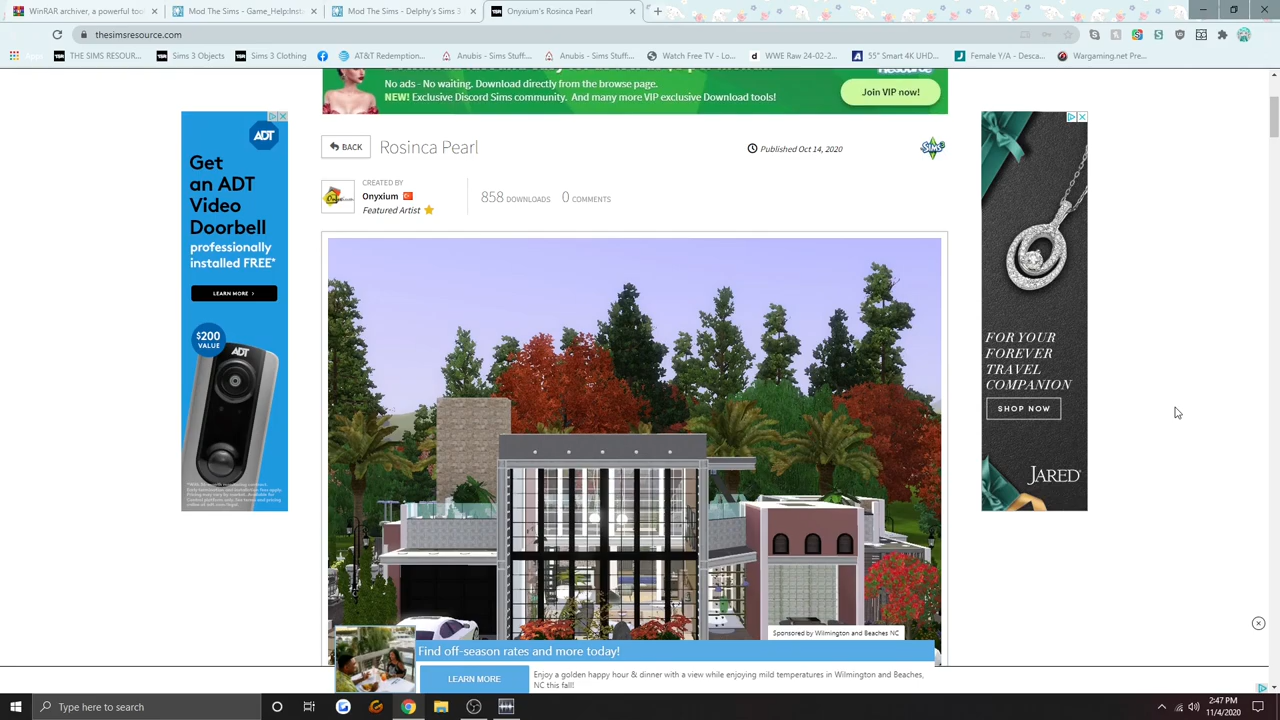 WinRAR archiver, a powerful too
Mod The Sims - Game_Help:Inst
Mod The Sims - Delphy's Sims 3
Onyxium's Rosinca Pearl
thesimsresource.com
Apps
THE SIMS RESOUR...
Sims 3 Objects
Sims 3 Clothing
AT&T Redemption...
Anubis - Sims Stuff:...
Anubis - Sims Stuff:...
Watch Free TV - Lo...
WWE Raw 24-02-2...
55" Smart 4K UHD...
Female Y/A - Desca...
Wargaming.net Pre...
No ads - No waiting. Download directly from the browse page.
NEW! Exclusive Discord Sims community. And many more VIP exclusive Download tools!
Join VIP now!
BACK
Rosinca Pearl
Published Oct 14, 2020
CREATED BY
Onyxium
Featured Artist
858 DOWNLOADS
0 COMMENTS
ADT
Get
an ADT
Video
Doorbell
professionally
installed FREE*
LEARN MORE >
$200
VALUE
ADT
FOR YOUR
FOREVER
TRAVEL
COMPANION
SHOP NOW
JARED
Sponsored by Wilmington and Beaches NC
Find off-season rates and more today!
LEARN MORE
Enjoy a golden happy hour & dinner with a view while enjoying mild temperatures in Wilmington and Beaches,
NC this fall!
Type here to search
2:47 PM
11/4/2020